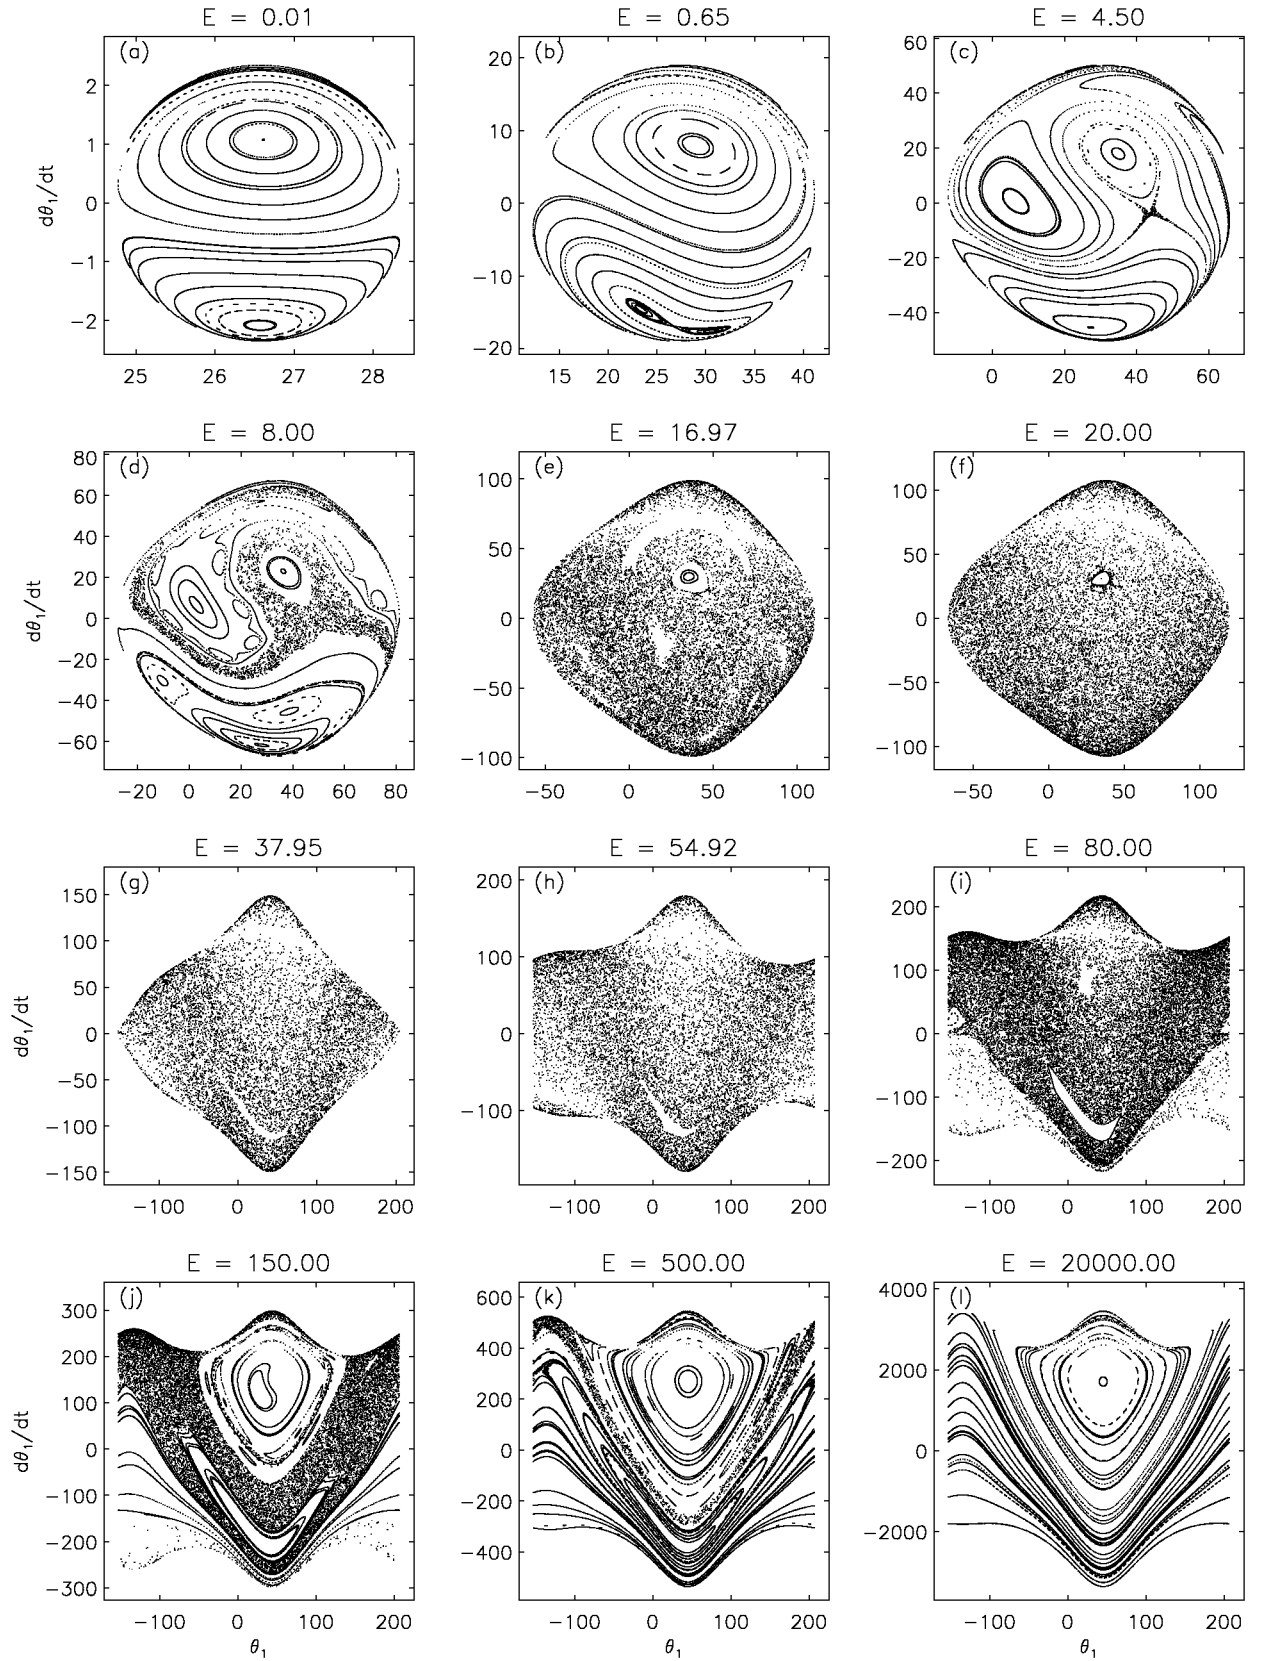 E = 0.01 E = 0.65 E = 4.50
(a) (b) (c)
dθ₁/dt
2 1 0 −1 −2
20 10 0 −10 −20
60 40 20 0 −20 −40
25 26 27 28
15 20 25 30 35 40
0 20 40 60
E = 8.00 E = 16.97 E = 20.00
(d) (e) (f)
dθ₁/dt
80 60 40 20 0 −20 −40 −60
100 50 0 −50 −100
100 50 0 −50 −100
−20 0 20 40 60 80
−50 0 50 100
−50 0 50 100
E = 37.95 E = 54.92 E = 80.00
(g) (h) (i)
dθ₁/dt
150 100 50 0 −50 −100 −150
200 100 0 −100
200 100 0 −100 −200
−100 0 100 200
−100 0 100 200
−100 0 100 200
E = 150.00 E = 500.00 E = 20000.00
(j) (k) (l)
dθ₁/dt
300 200 100 0 −100 −200 −300
600 400 200 0 −200 −400
4000 2000 0 −2000
−100 0 100 200
−100 0 100 200
−100 0 100 200
θ₁ θ₁ θ₁